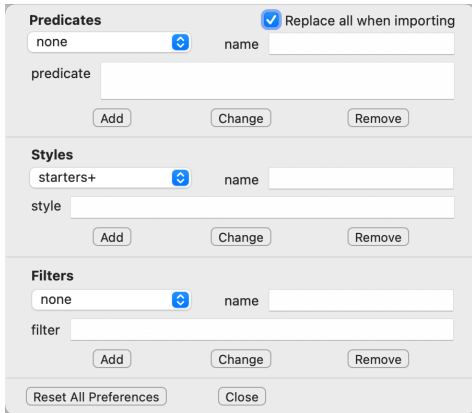 Predicates Replace all when importing
none name
predicate
Add Change Remove
Styles
starters+ name
style
Add Change Remove
Filters
none name
filter
Add Change Remove
Reset All Preferences Close